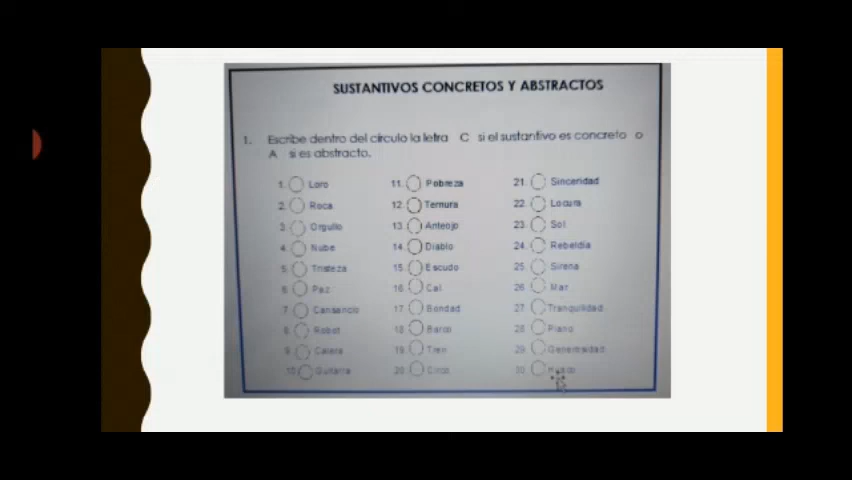 SUSTANTIVOS CONCRETOS Y ABSTRACTOS
1. Escribe dentro del círculo la letra C si el sustantivo es concreto o
A si es abstracto.
1. Loro
2. Roca
3. Orgullo
4. Nube
5. Tristeza
6. Paz
7. Cansancio
8. Robot
9.
10. Guitarra
11. Pobreza
12. Ternura
13. Anteojo
14. Diablo
15. Escudo
16. Cal
17. Bondad
18. Barco
19. Tren
20. Circo
21. Sinceridad
22. Locura
23. Sol
24. Rebeldía
25. Sirena
26. Mar
27. Tranquilidad
28. Piano
29. Generosidad
30.